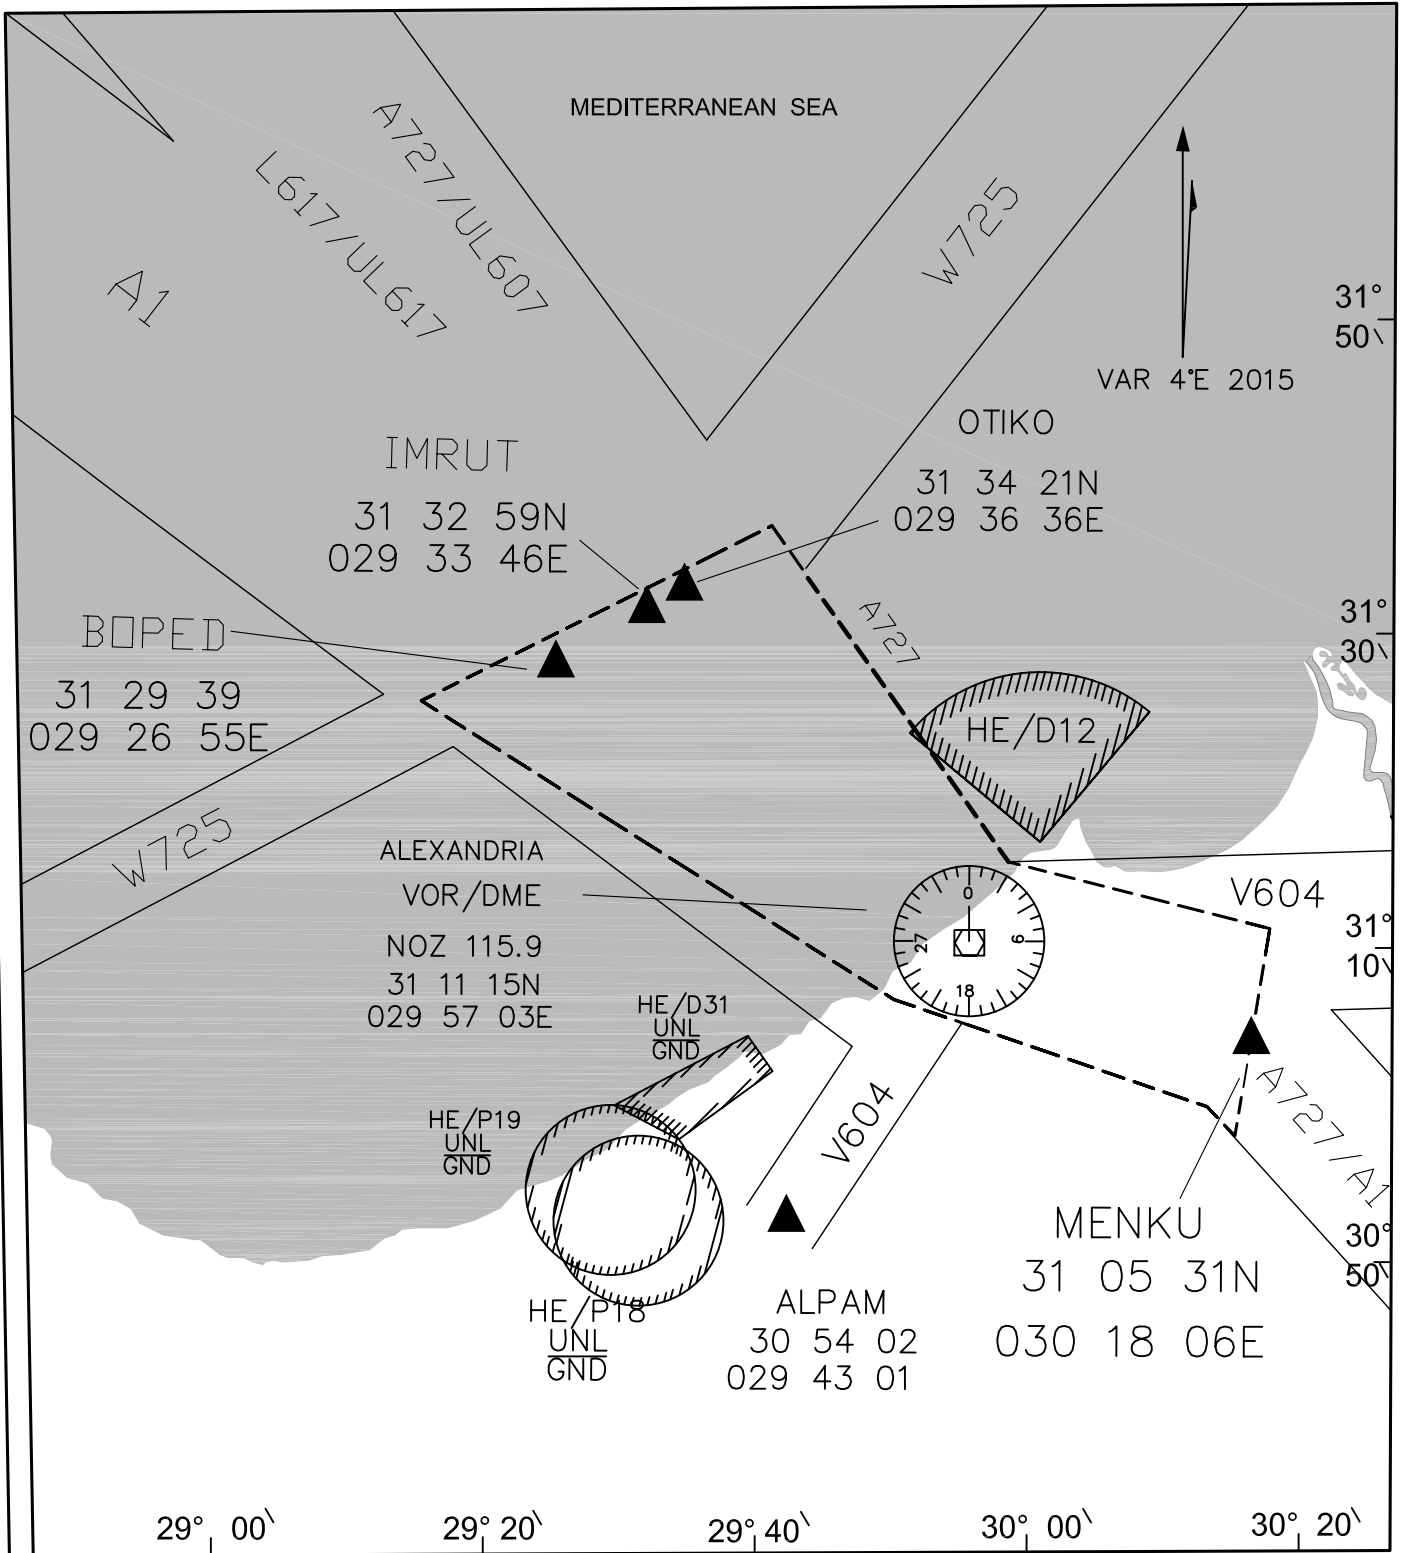 MEDITERRANEAN SEA
A727/UL607
L617/UL617
A1
W725
31°
50\
VAR 4°E 2015
OTIKO
31 34 21N
029 36 36E
IMRUT
31 32 59N
029 33 46E
A727
31°
30\
BOPED
31 29 39
029 26 55E
HE/D12
W725
ALEXANDRIA
VOR/DME
NOZ 115.9
31 11 15N
029 57 03E
0
27
9
18
V604
31°
10\
HE/D31
UNL
GND
HE/P19
UNL
GND
V604
A727/A1
MENKU
31 05 31N
030 18 06E
30°
50\
HE/P18
UNL
GND
ALPAM
30 54 02
029 43 01
29° 00\
29° 20\
29° 40\
30° 00\
30° 20\